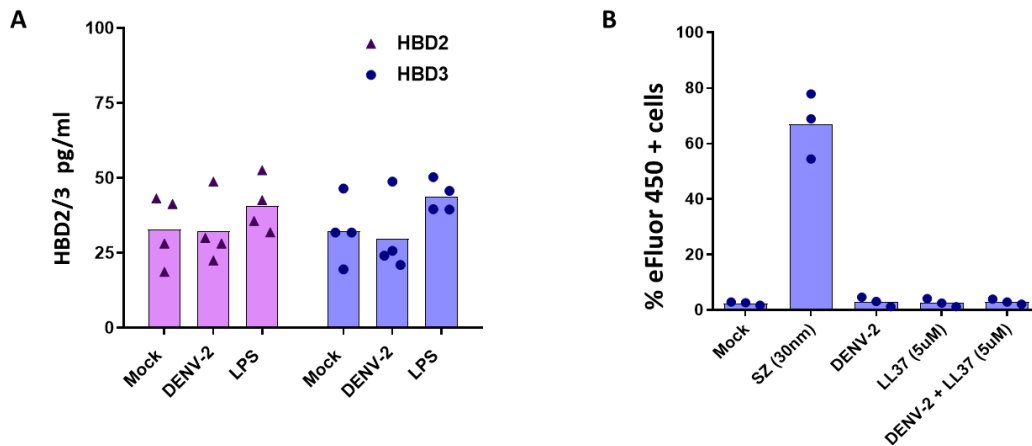 A
HBD2/3 pg/ml
100
75
50
25
0
HBD2
HBD3
Mock
DENV-2
LPS
Mock
DENV-2
LPS
B
% eFluor 450 + cells
100
80
60
40
20
0
Mock
SZ (30nm)
DENV-2
LL37 (5uM)
DENV-2 + LL37 (5uM)